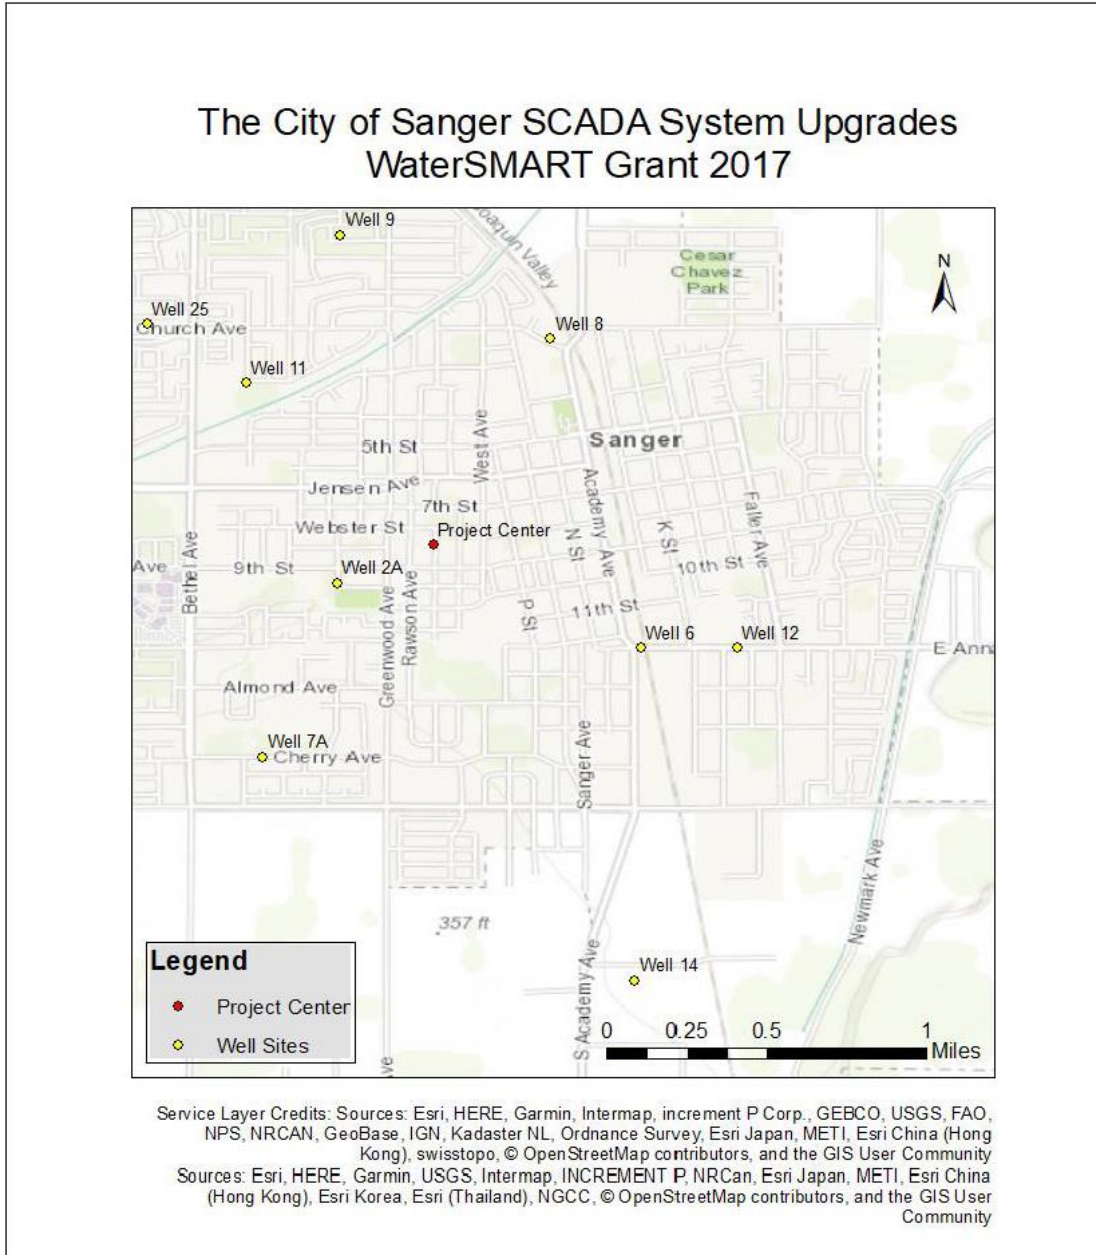 The City of Sanger SCADA System Upgrades
WaterSMART Grant 2017
Well 9
Joaquin Valley
Cesar
Chavez
Park
N
Well 25
Church Ave
Well 8
Well 11
West Ave
5th St
Sanger
Jensen Ave
7th St
Academy Ave
Faller Ave
Webster St
Project Center
N St
K St
Bethel Ave
Ave
9th St
Well 2A
10th St
Greenwood Ave
Rawson Ave
P St
11th St
Well 6
Well 12
E Anna
Almond Ave
Well 7A
Cherry Ave
Sanger Ave
Newmark Ave
357 ft
S Academy Ave
Well 14
Legend
Project Center
Well Sites
0 0.25 0.5 1
Miles
ve
Service Layer Credits: Sources: Esri, HERE, Garmin, Intermap, increment P Corp., GEBCO, USGS, FAO,
NPS, NRCAN, GeoBase, IGN, Kadaster NL, Ordnance Survey, Esri Japan, METI, Esri China (Hong
Kong), swisstopo, © OpenStreetMap contributors, and the GIS User Community
Sources: Esri, HERE, Garmin, USGS, Intermap, INCREMENT P, NRCan, Esri Japan, METI, Esri China
(Hong Kong), Esri Korea, Esri (Thailand), NGCC, © OpenStreetMap contributors, and the GIS User
Community